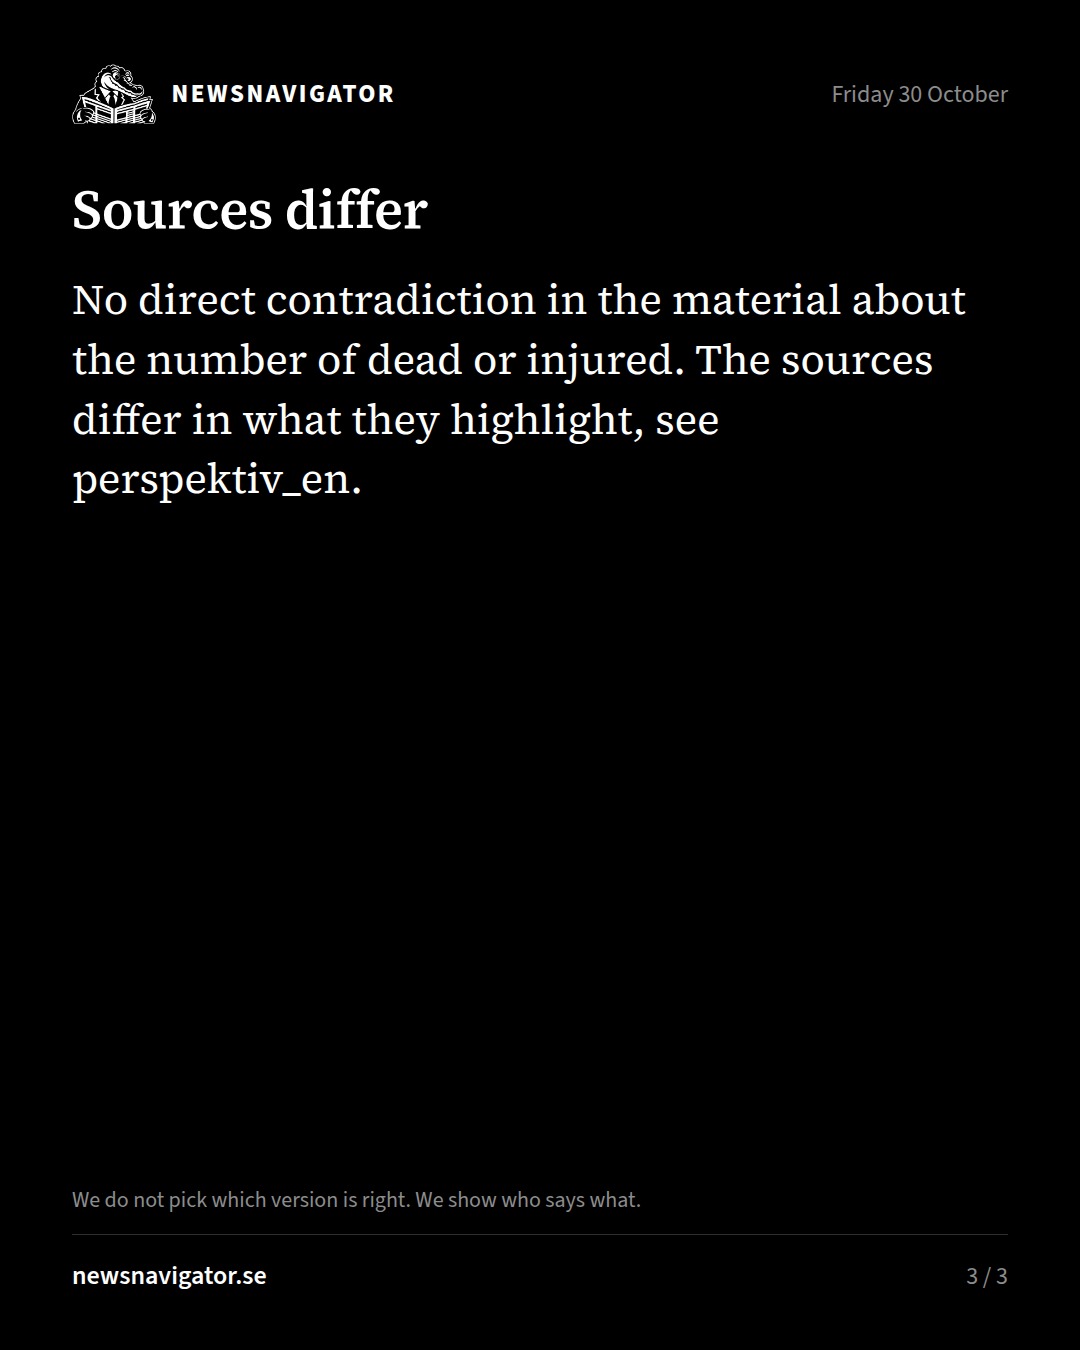 NEWSNAVIGATOR
Friday 30 October
Sources differ
No direct contradiction in the material about
the number of dead or injured. The sources
differ in what they highlight, see
perspektiv_en.
We do not pick which version is right. We show who says what.
newsnavigator.se
3 / 3